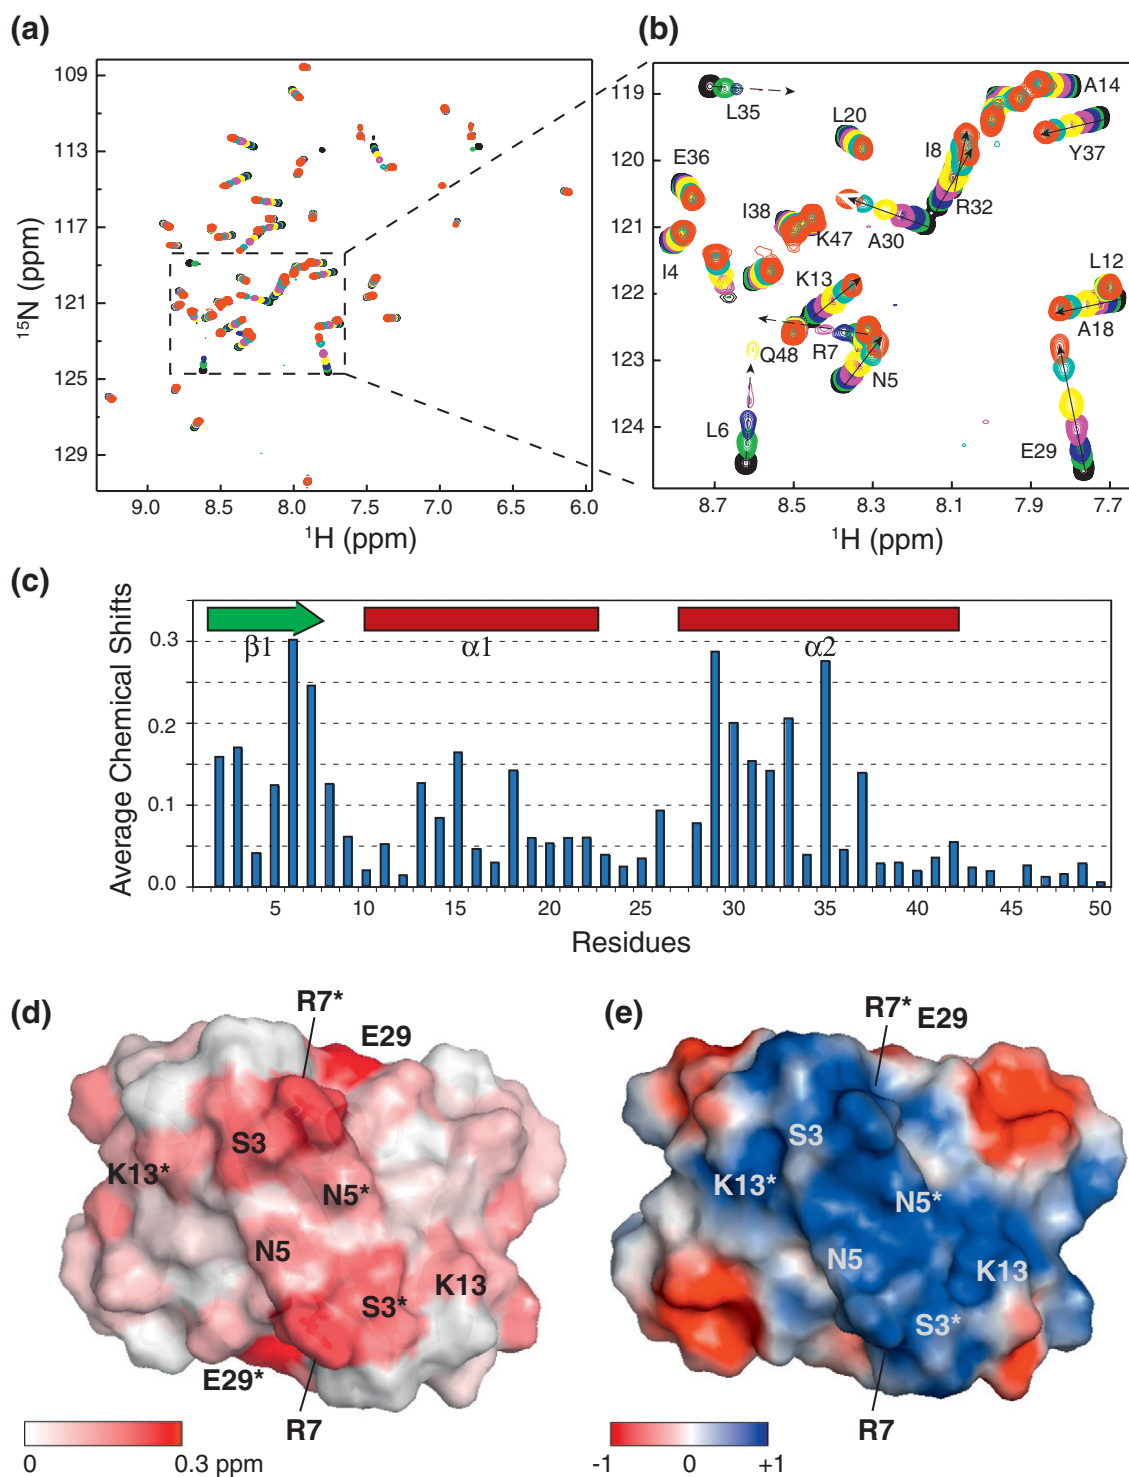 (a)
109
113
117
121
125
129
15N (ppm)
9.0 8.5 8.0 7.5 7.0 6.5 6.0
1H (ppm)
(b)
119
120
121
122
123
124
L35
L20
A14
E36
I8
Y37
R32
I38
K47
A30
I4
K13
L12
A18
Q48
R7
N5
L6
E29
8.7 8.5 8.3 8.1 7.9 7.7
1H (ppm)
(c)
Average Chemical Shifts
0.3
0.2
0.1
0.0
β1 α1 α2
5 10 15 20 25 30 35 40 45 50
Residues
(d)
R7*
E29
S3
K13*
N5*
N5
K13
S3*
E29*
R7
0 0.3 ppm
(e)
R7*
E29
S3
K13*
N5*
N5
K13
S3*
R7
-1 0 +1